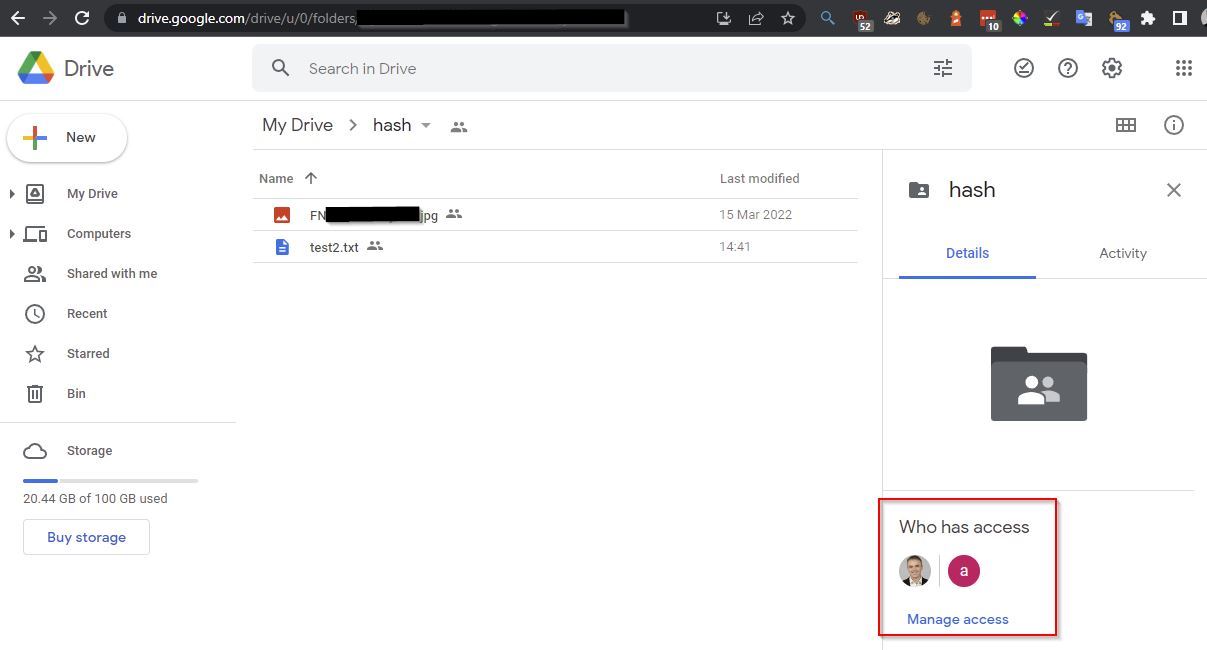 drive.google.com/drive/u/0/folders/
52
10
92
Drive
Search in Drive
New
My Drive
Computers
Shared with me
Recent
Starred
Bin
Storage
20.44 GB of 100 GB used
Buy storage
My Drive > hash
Name
Last modified
FN jpg
15 Mar 2022
test2.txt
14:41
hash
Details
Activity
Who has access
a
Manage access